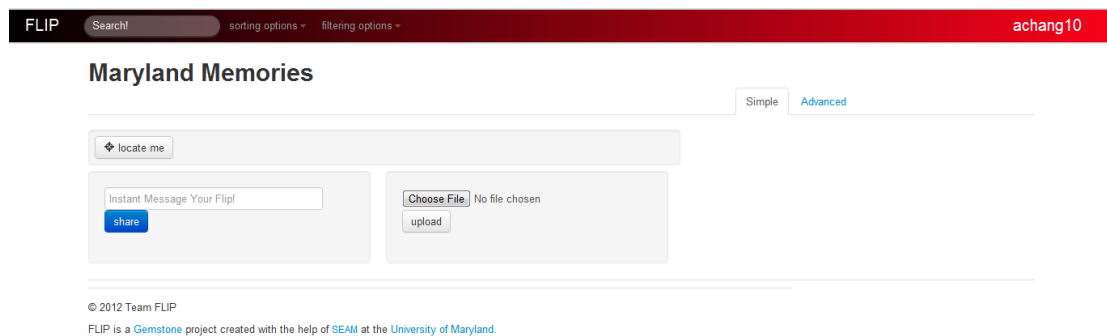 FLIP Search! sorting options filtering options achang10
Maryland Memories
Simple Advanced
locate me
Instant Message Your Flip!
share
Choose File No file chosen
upload
© 2012 Team FLIP
FLIP is a Gemstone project created with the help of SEAM at the University of Maryland.